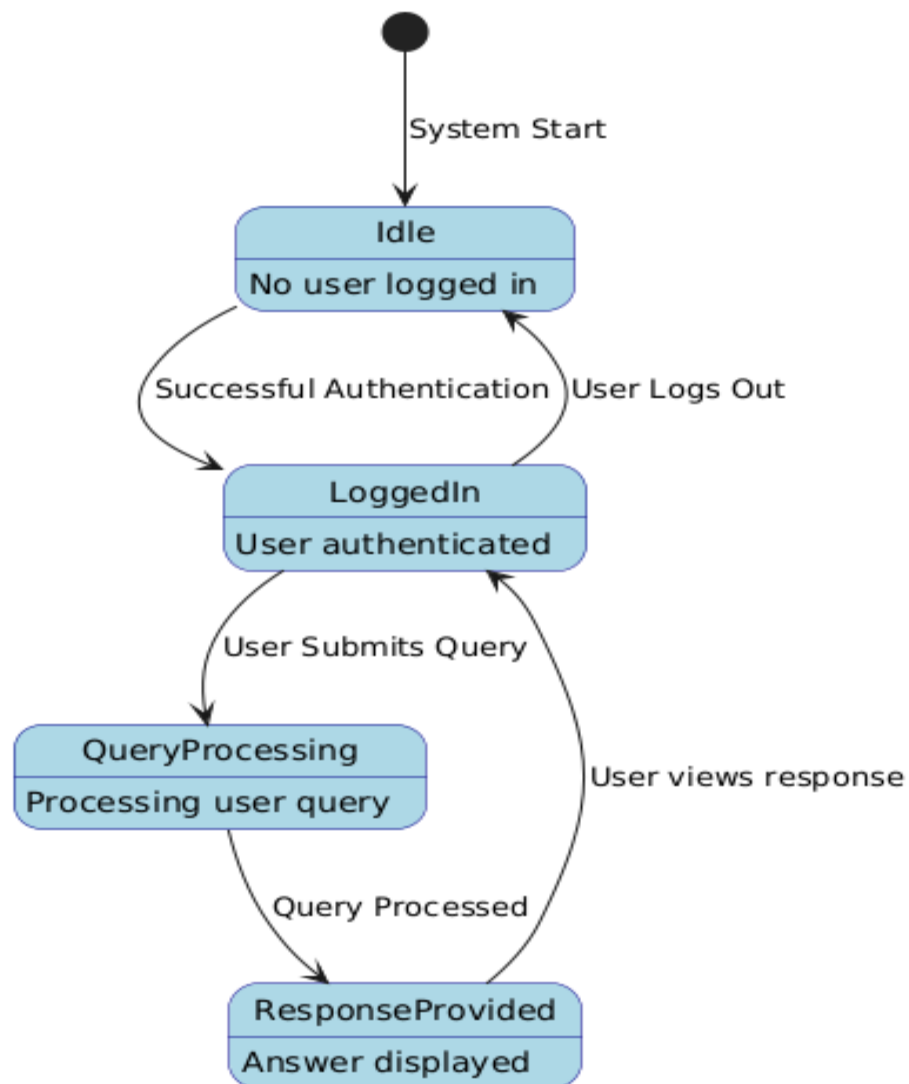 System Start
Idle
No user logged in
Successful Authentication
User Logs Out
LoggedIn
User authenticated
User Submits Query
QueryProcessing
Processing user query
User views response
Query Processed
ResponseProvided
Answer displayed